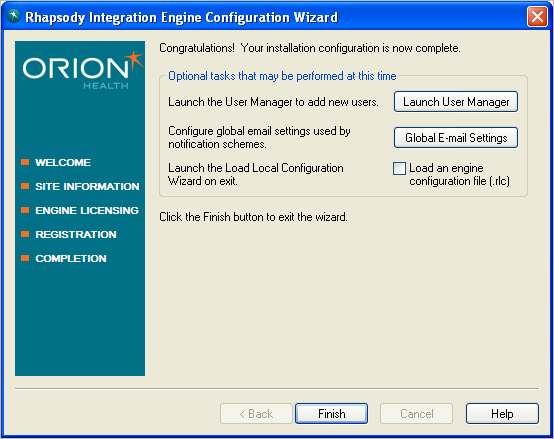 Rhapsody Integration Engine Configuration Wizard
ORION
HEALTH
WELCOME
SITE INFORMATION
ENGINE LICENSING
REGISTRATION
COMPLETION
Congratulations!  Your installation configuration is now complete.
Optional tasks that may be performed at this time
Launch the User Manager to add new users.
Launch User Manager
Configure global email settings used by
notification schemes.
Global E-mail Settings
Launch the Load Local Configuration
Wizard on exit.
Load an engine
configuration file (.rlc)
Click the Finish button to exit the wizard.
< Back
Finish
Cancel
Help